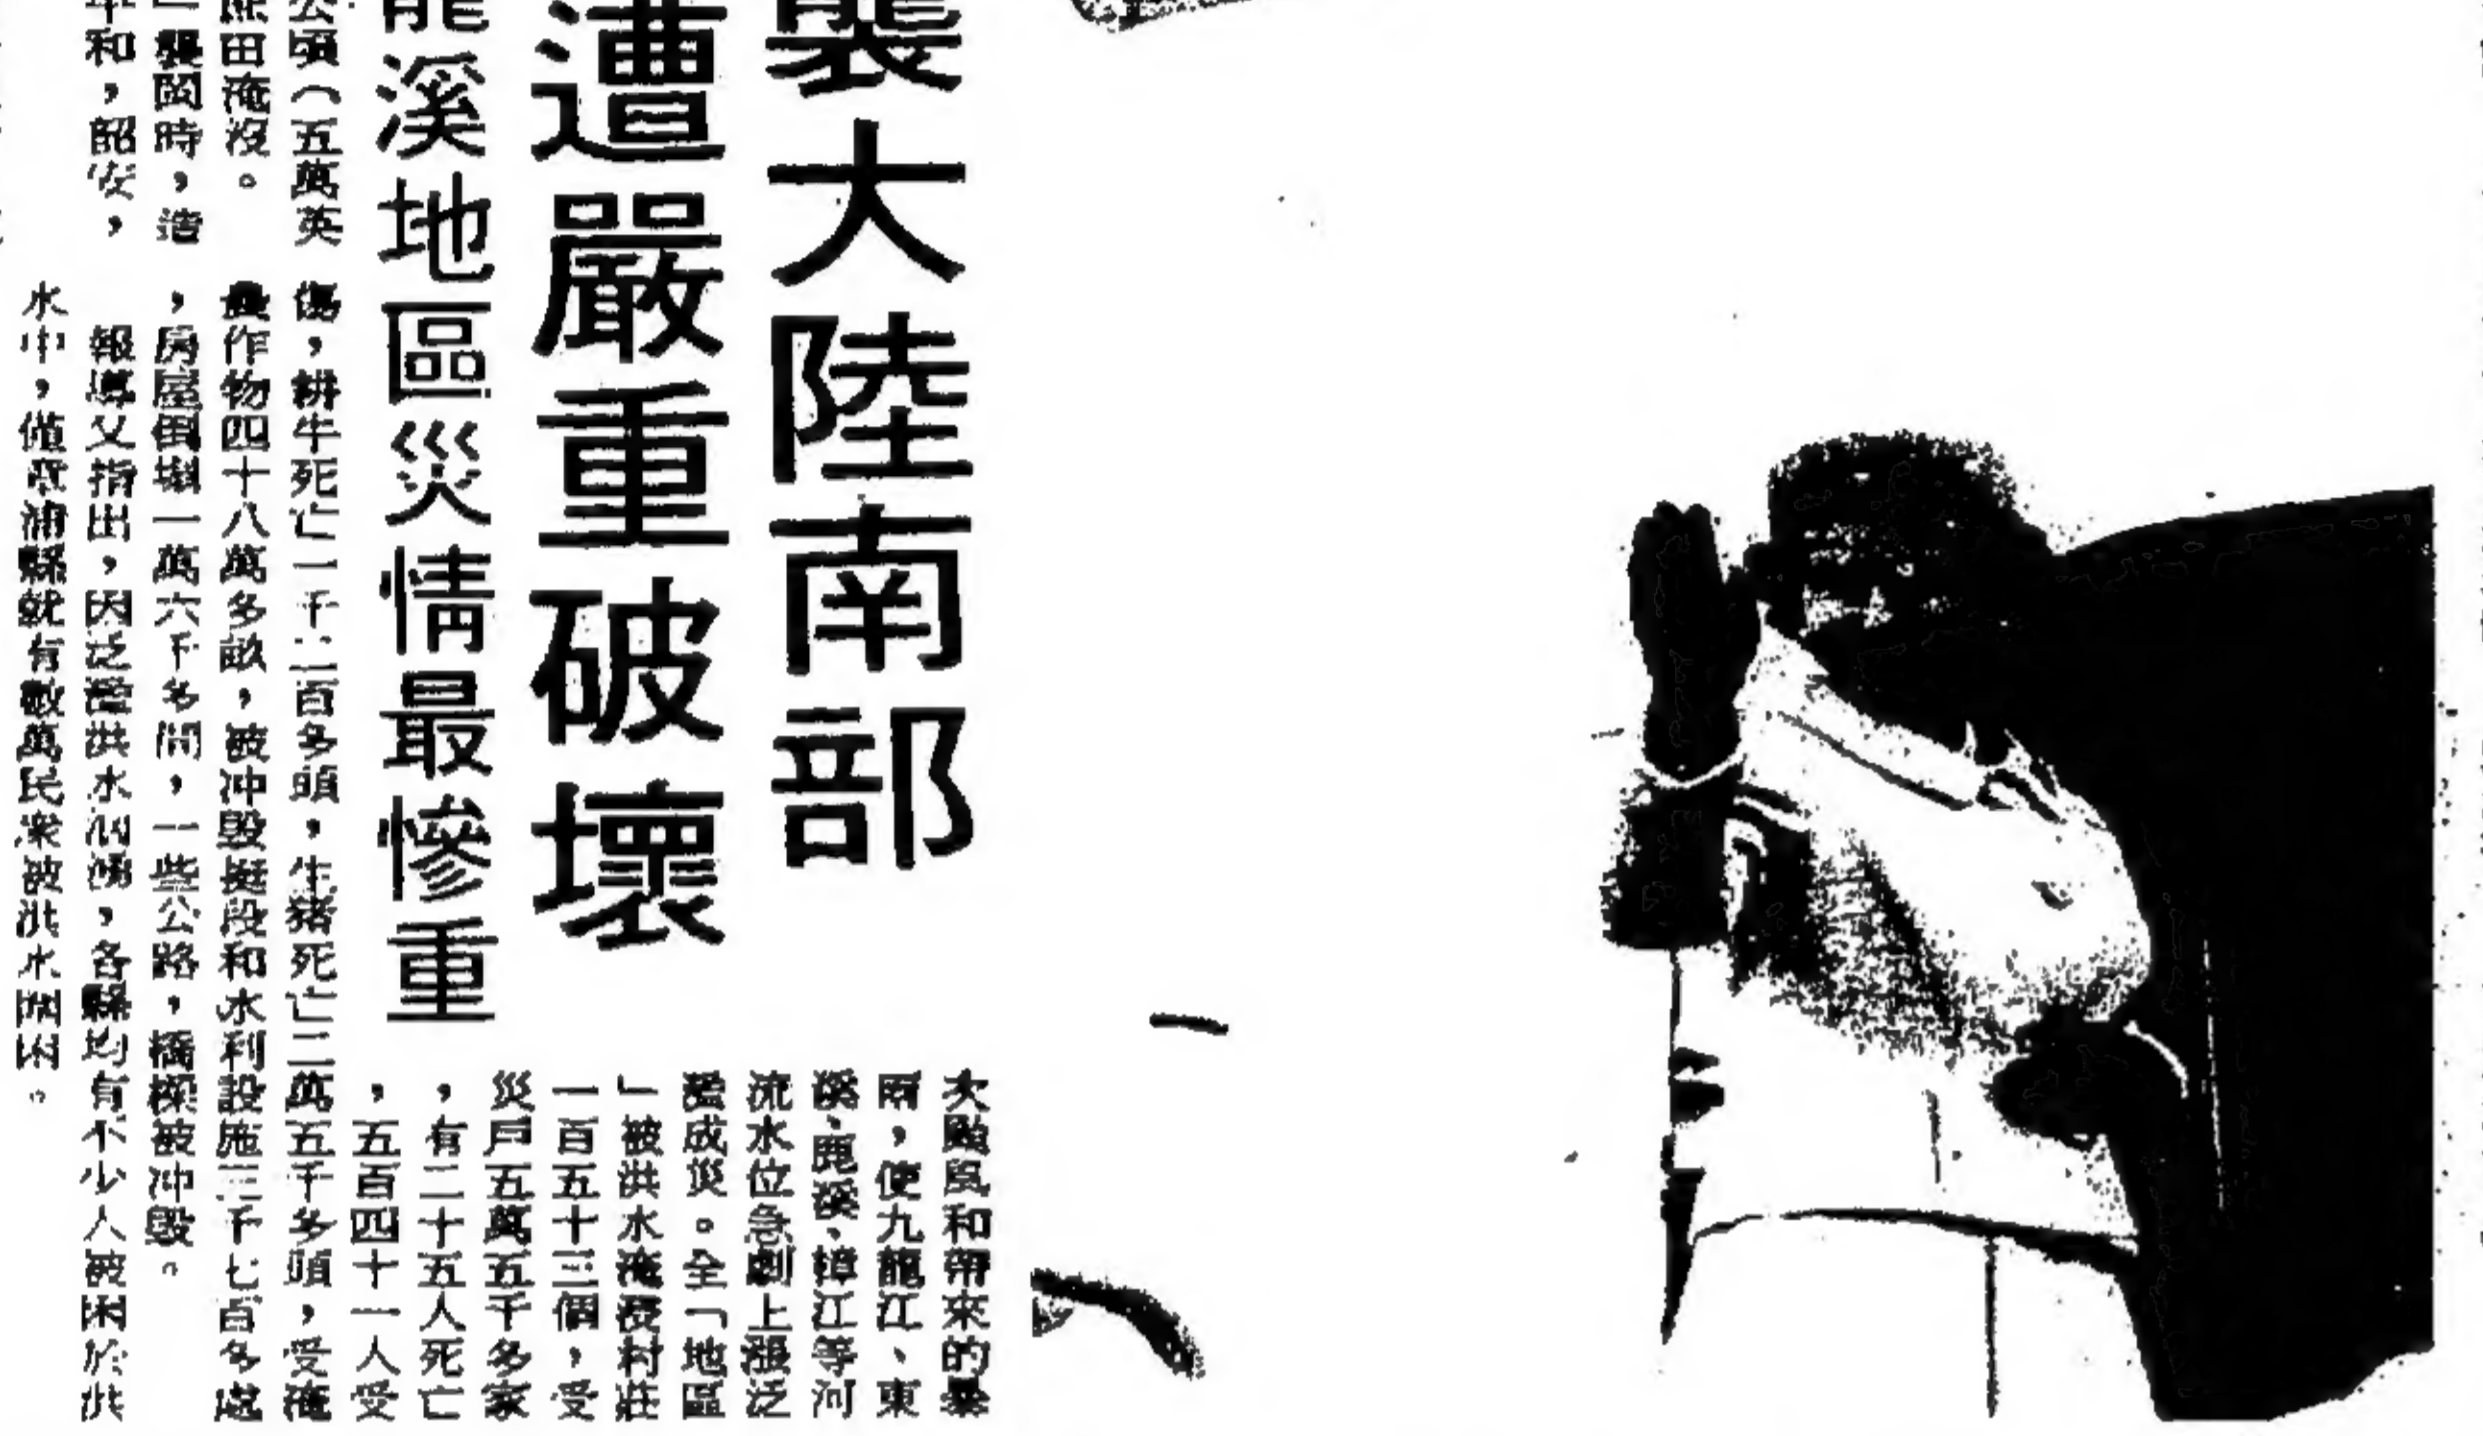 襲大陸南部
遭嚴重破壞
龍溪地區災情最慘重
次颱風和帶來的暴
雨，使九龍江、東
溪、鹿溪、樟江等河
流水位急劇上漲泛
濫成災。全「地區
」被洪水淹沒村莊
一百五十三個，受
災戶五萬五千多家
，有二十五人死亡
，五百四十一人受
公頃（五萬英
田淹沒。
」襲閩時，造
和，韶安，
傷，耕牛死亡一千二百多頭，生豬死亡二萬五千多頭，受淹
農作物四十八萬多畝，被沖毀堤段和水利設施三千七百多處
，房屋倒塌一萬六千多間，一些公路，橋樑被沖毀。
報導又指出，因泛濫洪水洶湧，各縣均有不少人被困於洪
水中，僅章浦縣就有數萬民衆被洪水圍困。